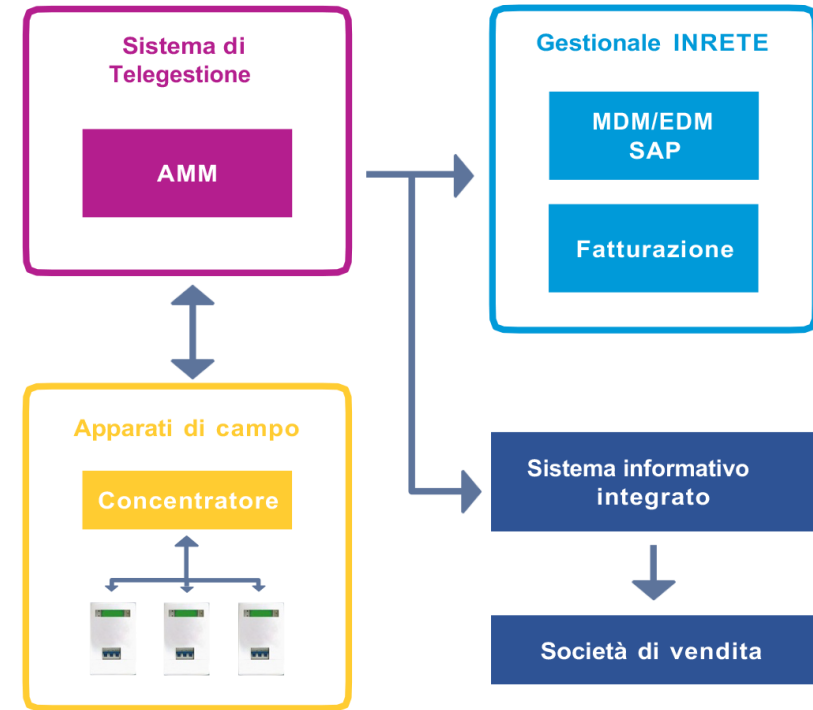 Sistema di
Telegestione
AMM
Gestionale INRETE
MDM/EDM
SAP
Fatturazione
Apparati di campo
Concentratore
Sistema informativo
integrato
Società di vendita